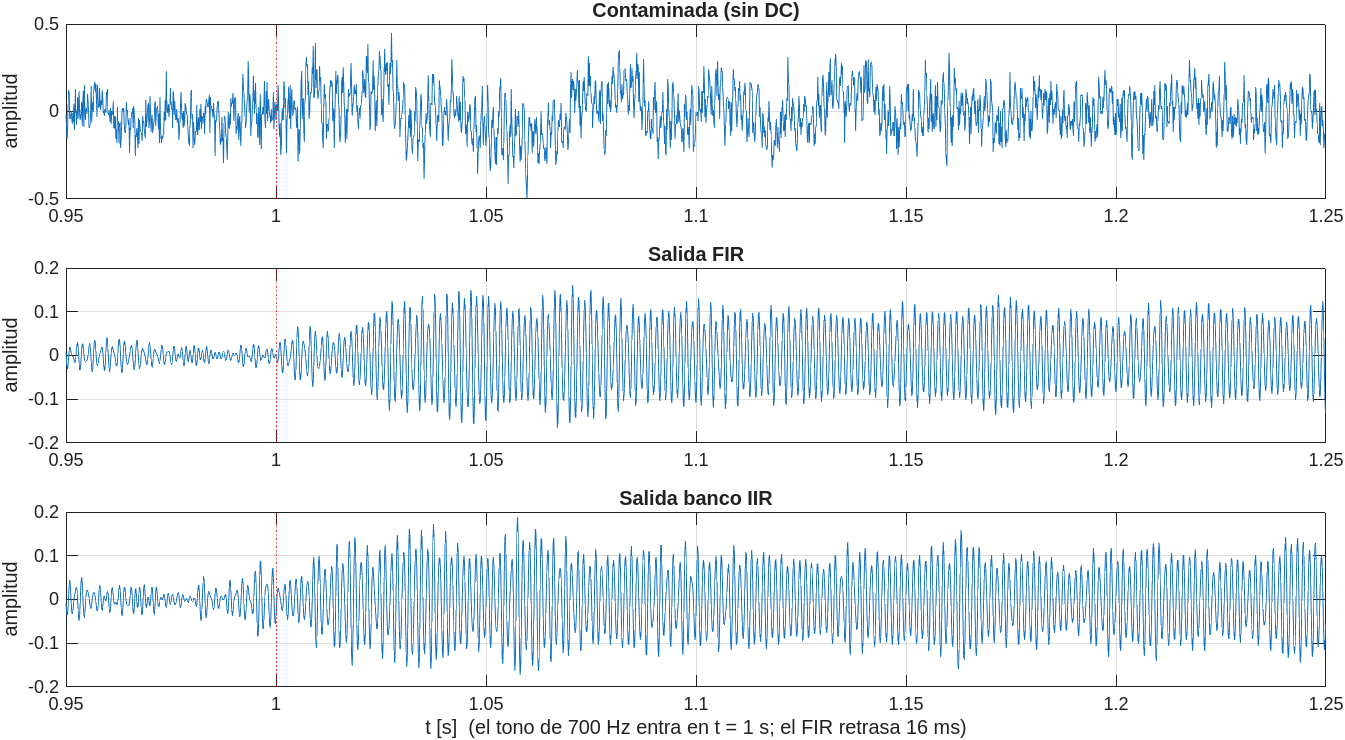 Contaminada (sin DC)
0.5
0
-0.5
amplitud
0.95 1 1.05 1.1 1.15 1.2 1.25
Salida FIR
0.2
0.1
0
-0.1
-0.2
amplitud
0.95 1 1.05 1.1 1.15 1.2 1.25
Salida banco IIR
0.2
0.1
0
-0.1
-0.2
amplitud
0.95 1 1.05 1.1 1.15 1.2 1.25
t [s] (el tono de 700 Hz entra en t = 1 s; el FIR retrasa 16 ms)